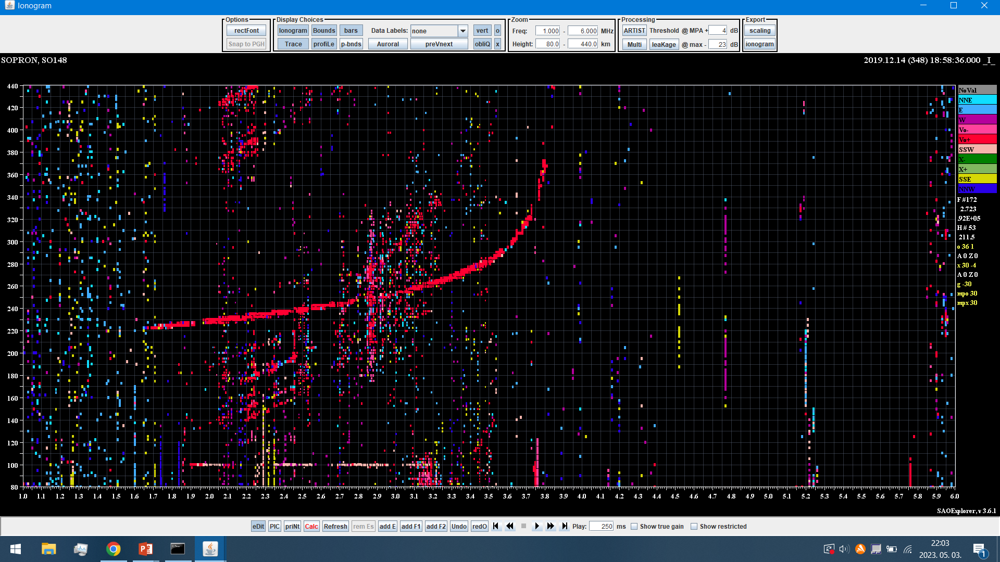 Ionogram
Options
rectFont
Snap to PGH
Display Choices
Ionogram Bounds bars Data Labels: none vert o
Trace profiLe p-bnds Auroral preVnext obliQ x
Zoom
Freq: 1.000 - 6.000 MHz
Height: 80.0 - 440.0 km
Processing
ARTIST Threshold @ MPA + 4 dB
Multi leaKage @ max - 23 dB
Export
scaling
ionogram
SOPRON, SO148
2019.12.14 (348) 18:58:36.000 _I_
440
420
400
380
360
340
320
300
280
260
240
220
200
180
160
140
120
100
80
1.0 1.1 1.2 1.3 1.4 1.5 1.6 1.7 1.8 1.9 2.0 2.1 2.2 2.3 2.4 2.5 2.6 2.7 2.8 2.9 3.0 3.1 3.2 3.3 3.4 3.5 3.6 3.7 3.8 3.9 4.0 4.1 4.2 4.3 4.4 4.5 4.6 4.7 4.8 4.9 5.0 5.1 5.2 5.3 5.4 5.5 5.6 5.7 5.8 5.9 6.0
NoVal
NNE
E
W
Vo-
Vo+
SSW
X-
X+
SSE
NNW
F #172
2.723
.92E+05
H # 53
211.5
o 36 1
A 0 Z 0
x 30 -4
A 0 Z 0
g -30
mpo 30
mpx 30
SAOExplorer, v 3.6.1
eDit PIC priNt Calc Refresh rem Es add E add F1 add F2 Undo redO Play: 250 ms Show true gain Show restricted
22:03
2023. 05. 03.
1